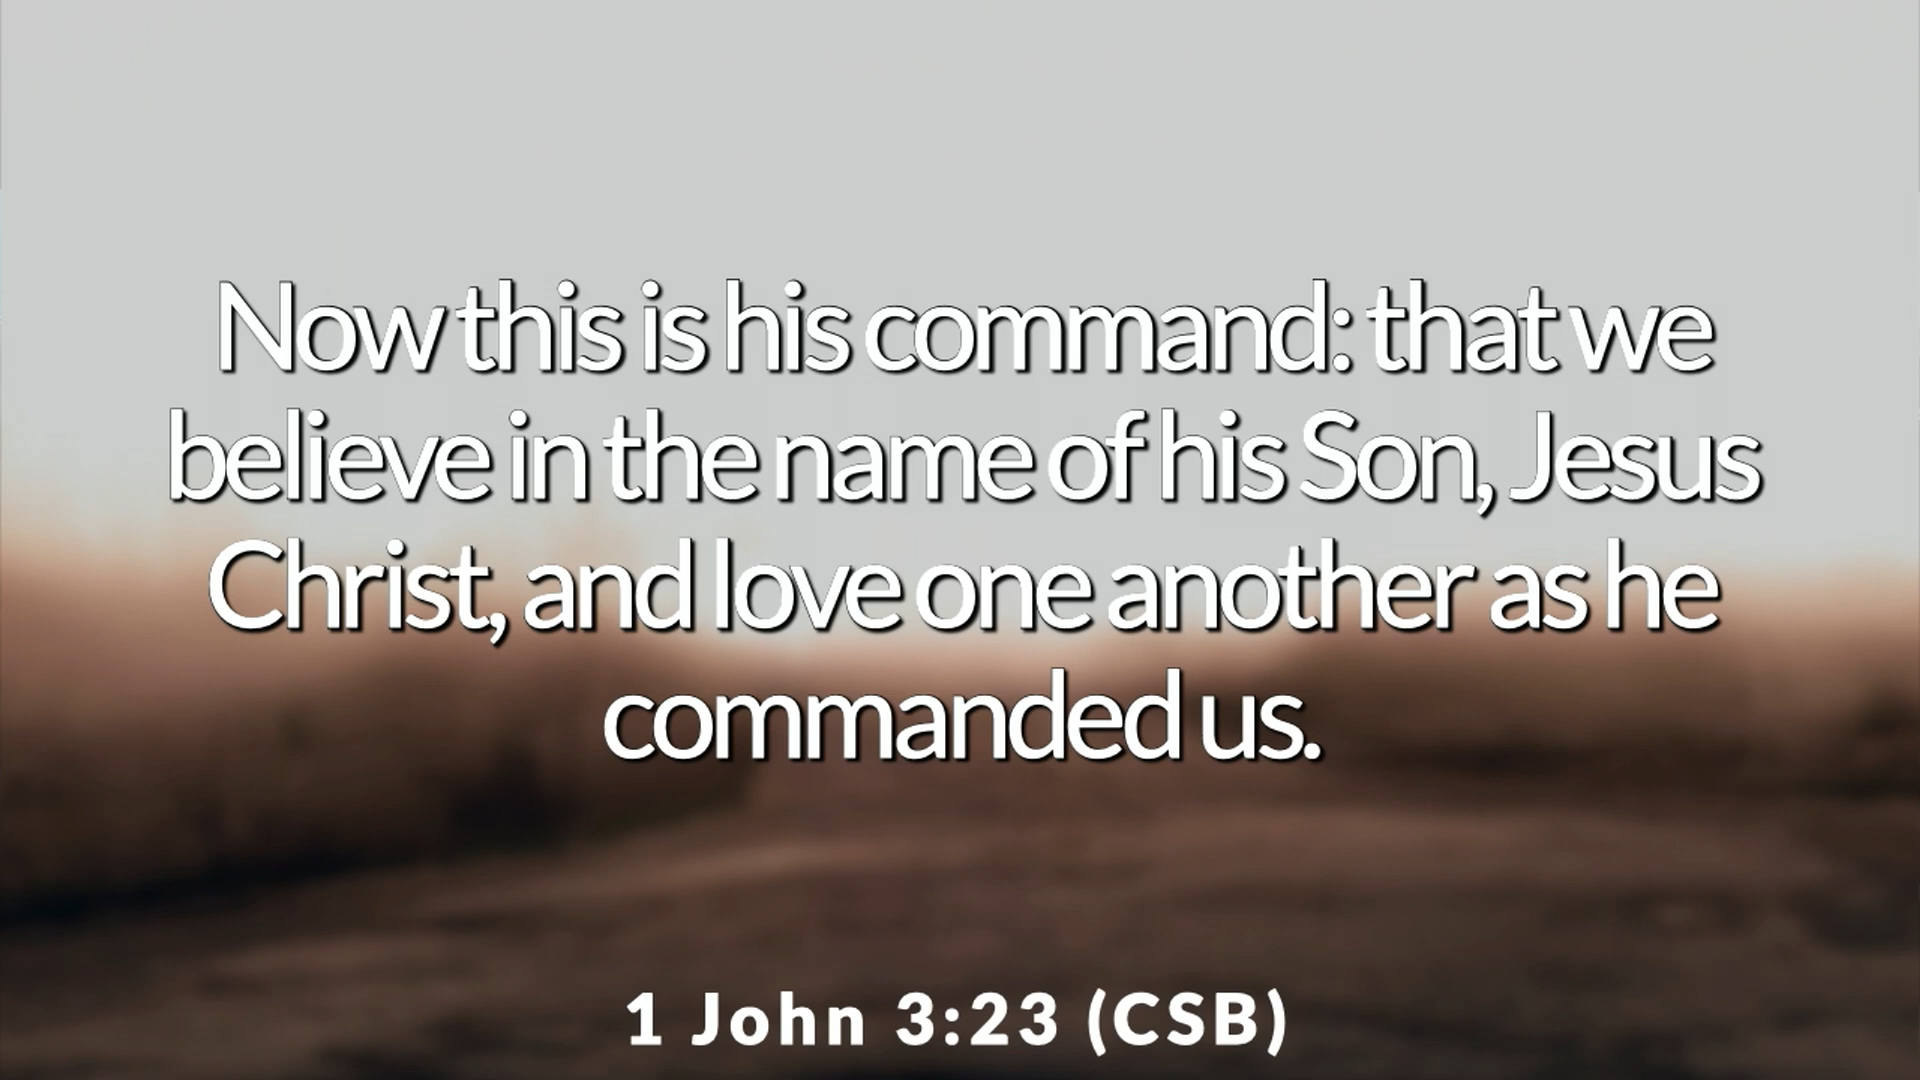 Now this is his command: that we
believe in the name of his Son, Jesus
Christ, and love one another as he
commanded us.
1 John 3:23 (CSB)